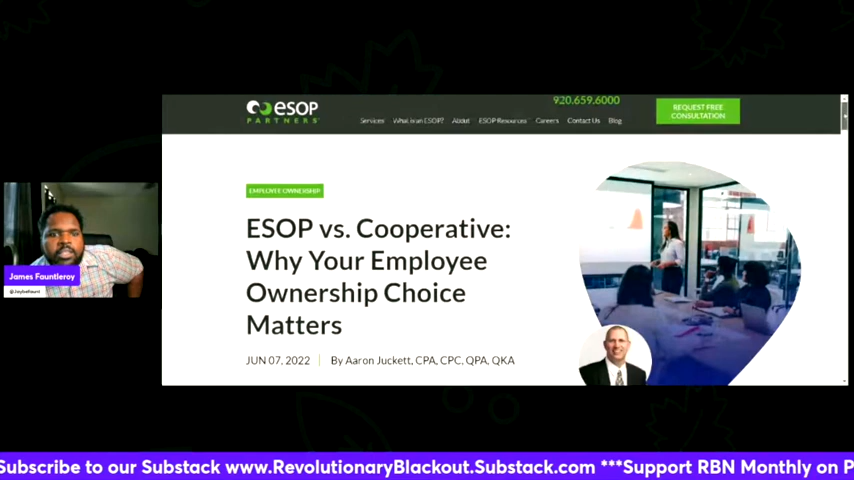 920.659.6000
esop
PARTNERS
Services What is an ESOP? About ESOP Resources Careers Contact Us Blog
REQUEST FREE
CONSULTATION
EMPLOYEE OWNERSHIP
ESOP vs. Cooperative:
Why Your Employee
Ownership Choice
Matters
JUN 07, 2022 | By Aaron Juckett, CPA, CPC, QPA, QKA
James Fauntleroy
Subscribe to our Substack www.RevolutionaryBlackout.Substack.com ***Support RBN Monthly on P